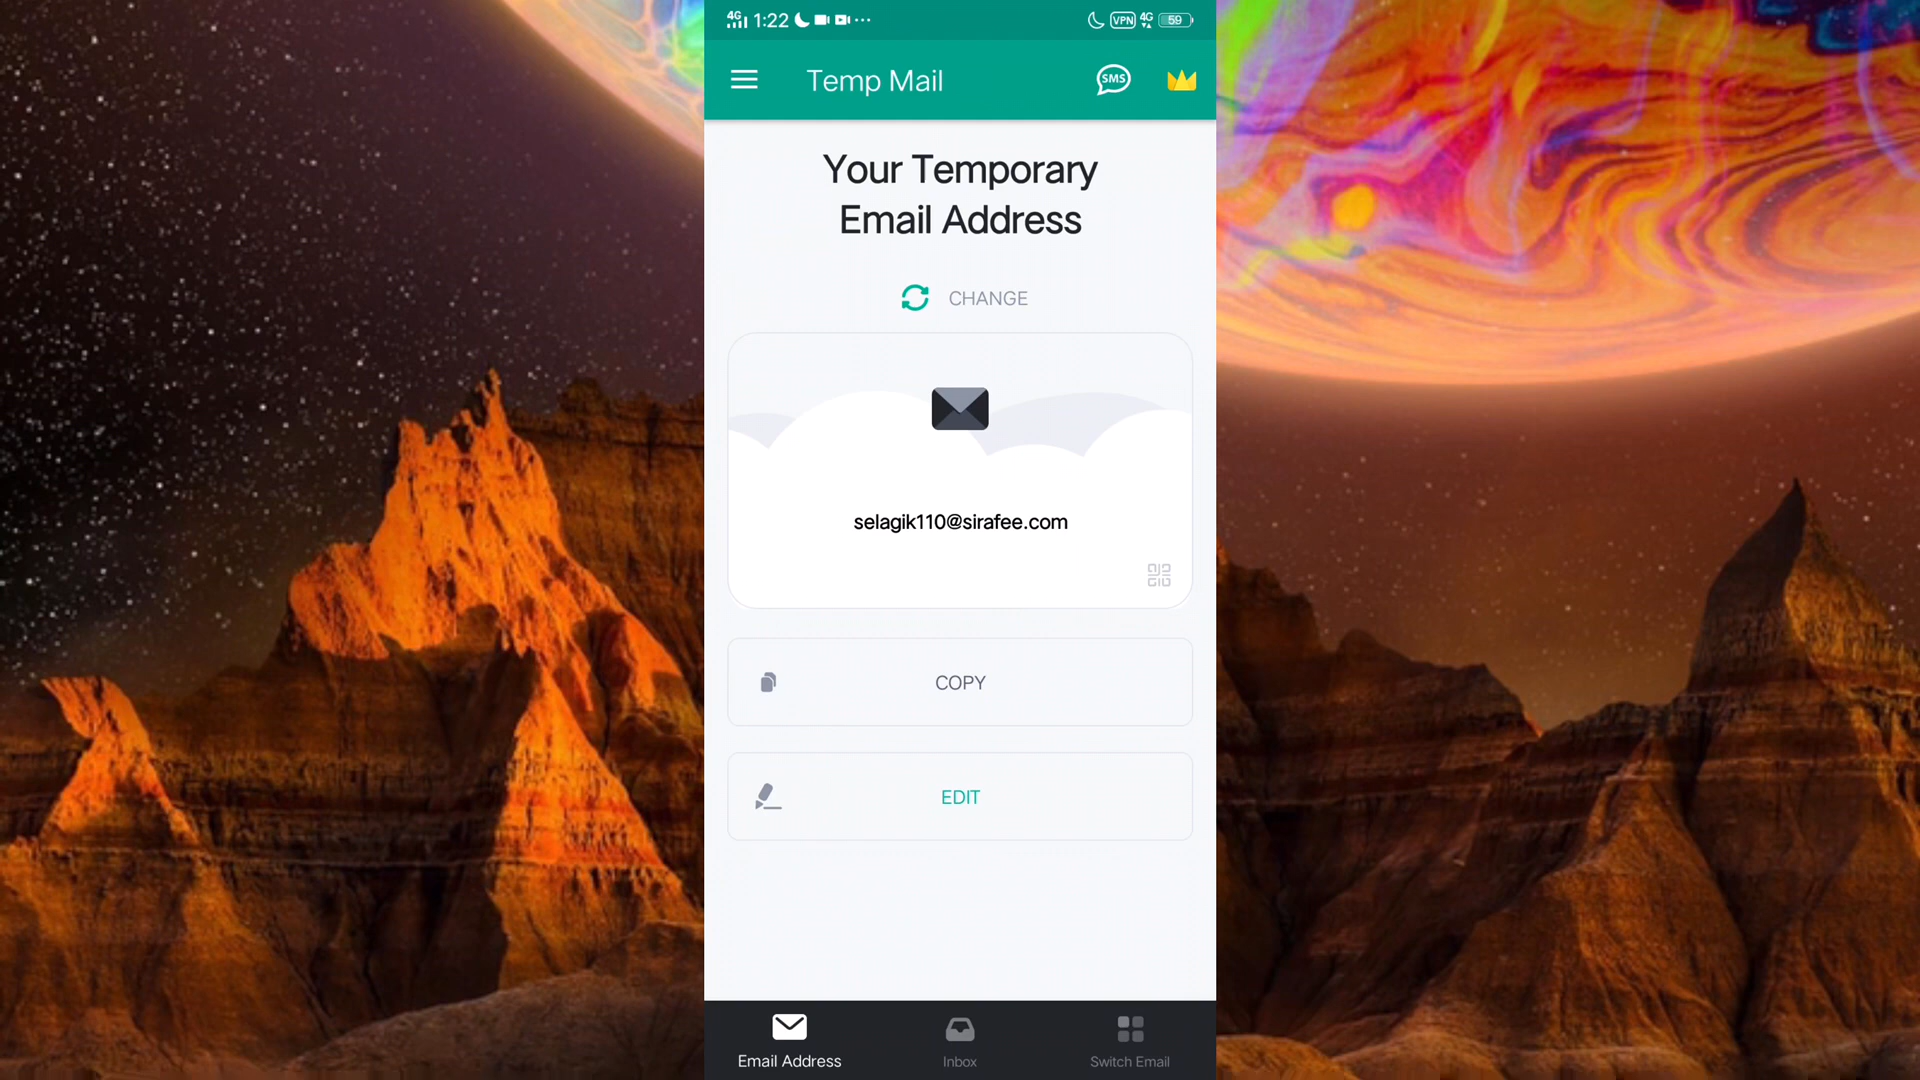 4G 1:22 VPN 4G 59
Temp Mail SMS
Your Temporary
Email Address
CHANGE
selagik110@sirafee.com
COPY
EDIT
Email Address Inbox Switch Email